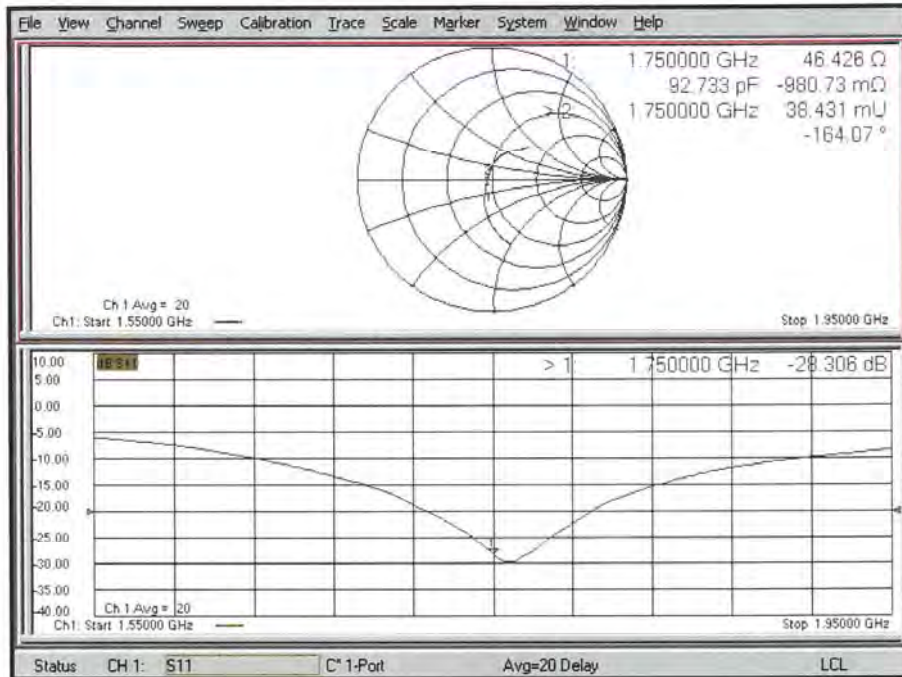 File View Channel Sweep Calibration Trace Scale Marker System Window Help
1: 1.750000 GHz 46.426 Ω
92.733 pF -980.73 mΩ
> 2: 1.750000 GHz 38.431 mU
-164.07 °
Ch 1 Avg = 20
Ch1: Start 1.55000 GHz Stop 1.95000 GHz
10.00 dB S11 > 1: 1.750000 GHz -28.306 dB
5.00
0.00
-5.00
-10.00
-15.00
-20.00
-25.00
1
-30.00
-35.00
-40.00 Ch 1 Avg = 20
Ch1: Start 1.55000 GHz Stop 1.95000 GHz
Status CH 1: S11 C* 1-Port Avg=20 Delay LCL